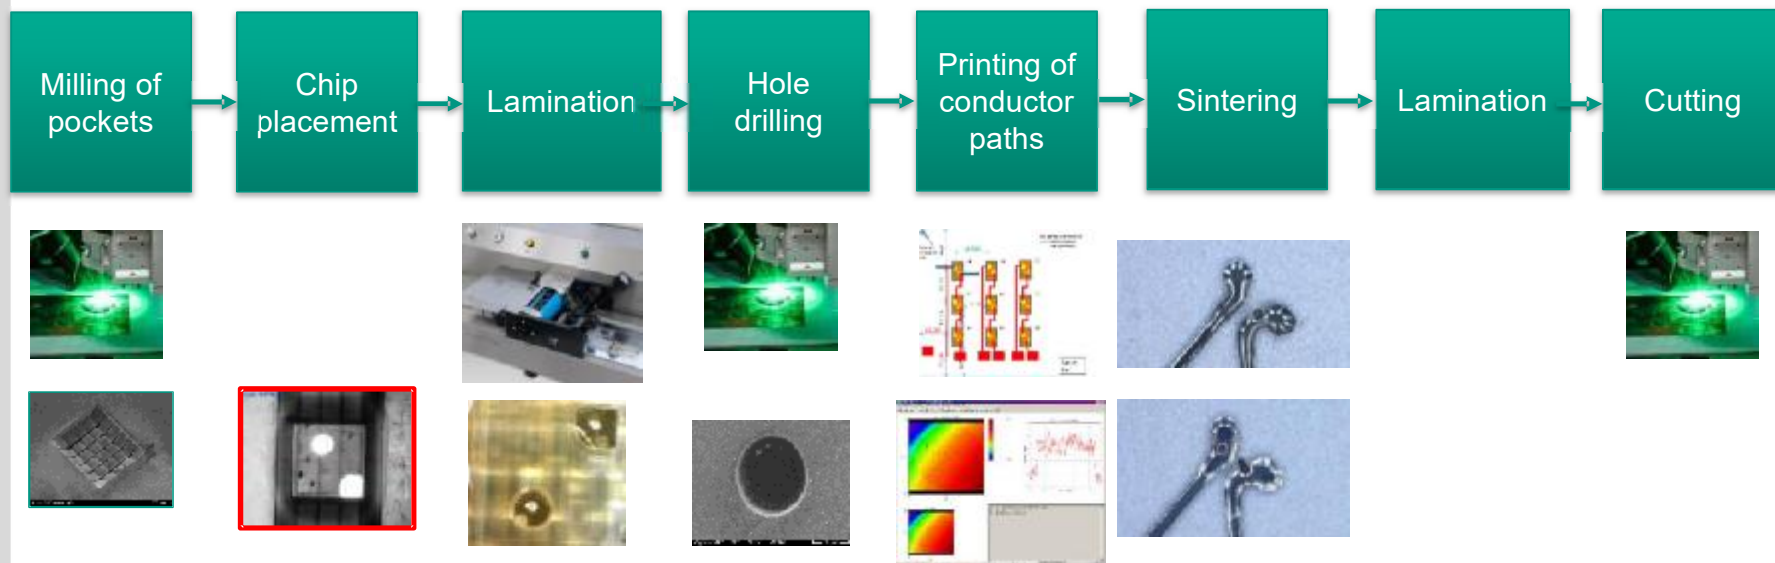 Milling of
pockets
Chip
placement
Lamination
Hole
drilling
Printing of
conductor
paths
Sintering
Lamination
Cutting